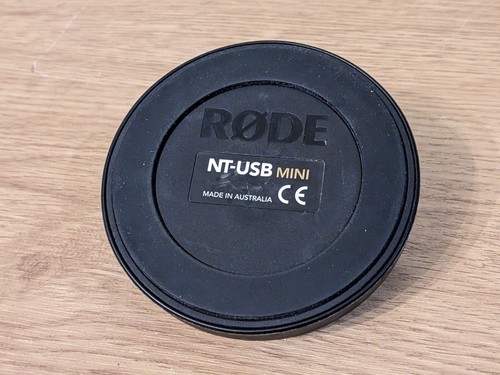 RØDE
NT-USB MINI
MADE IN AUSTRALIA CE